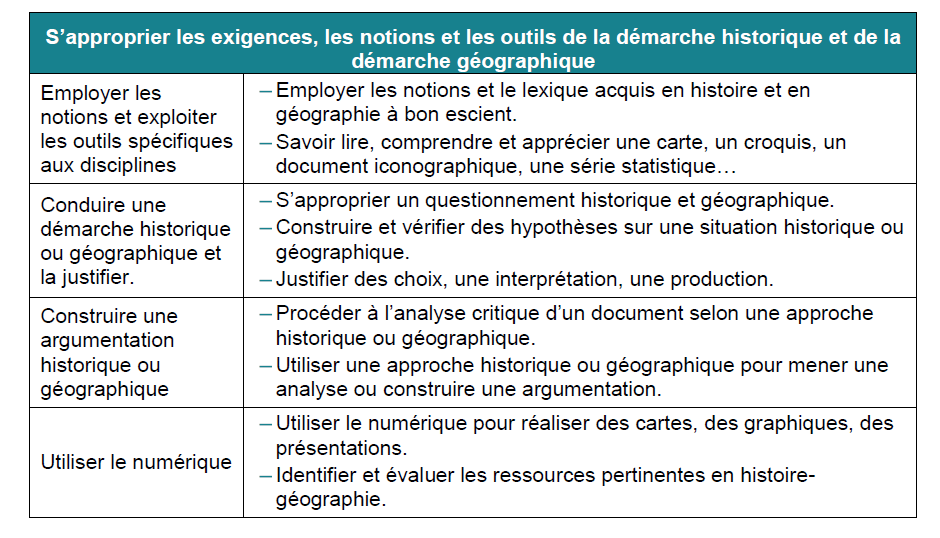 S’approprier les exigences, les notions et les outils de la démarche historique et de la
démarche géographique
Employer les
notions et exploiter
les outils spécifiques
aux disciplines
– Employer les notions et le lexique acquis en histoire et en
géographie à bon escient.
– Savoir lire, comprendre et apprécier une carte, un croquis, un
document iconographique, une série statistique…
Conduire une
démarche historique
ou géographique et
la justifier.
– S’approprier un questionnement historique et géographique.
– Construire et vérifier des hypothèses sur une situation historique ou
géographique.
– Justifier des choix, une interprétation, une production.
Construire une
argumentation
historique ou
géographique
– Procéder à l’analyse critique d’un document selon une approche
historique ou géographique.
– Utiliser une approche historique ou géographique pour mener une
analyse ou construire une argumentation.
Utiliser le numérique
– Utiliser le numérique pour réaliser des cartes, des graphiques, des
présentations.
– Identifier et évaluer les ressources pertinentes en histoire-
géographie.